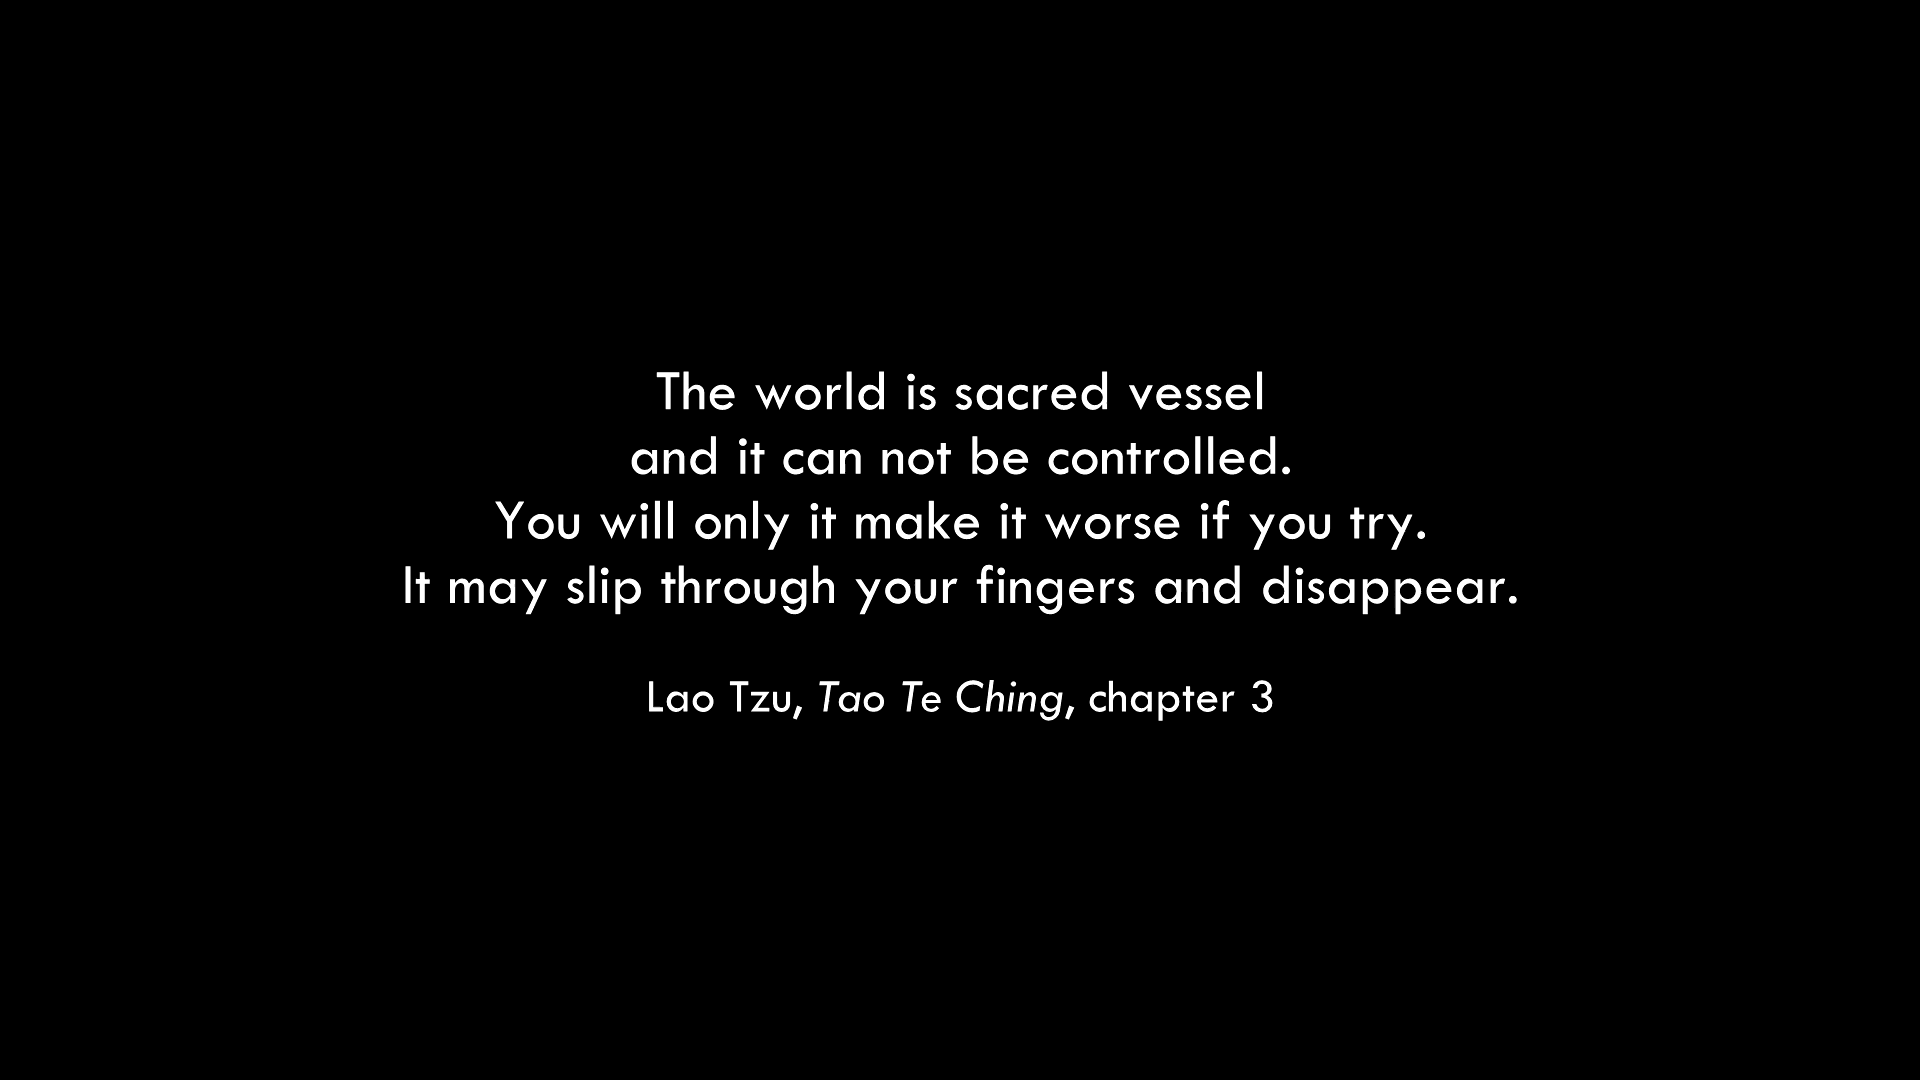 The world is sacred vessel
and it can not be controlled.
You will only it make it worse if you try.
It may slip through your fingers and disappear.
Lao Tzu, Tao Te Ching, chapter 3